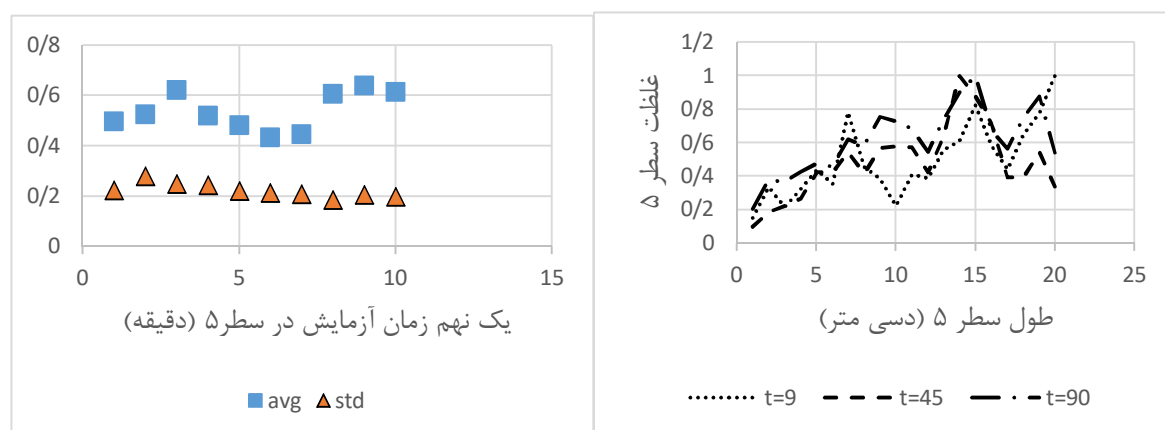 0/8
0/6
0/4
0/2
0
0 5 10 15
یک نهم زمان آزمایش در سطر۵ (دقیقه)
avg std
غلظت سطر ۵
1/2
1
0/8
0/6
0/4
0/2
0
0 5 10 15 20 25
طول سطر ۵ (دسی متر)
t=9 t=45 t=90